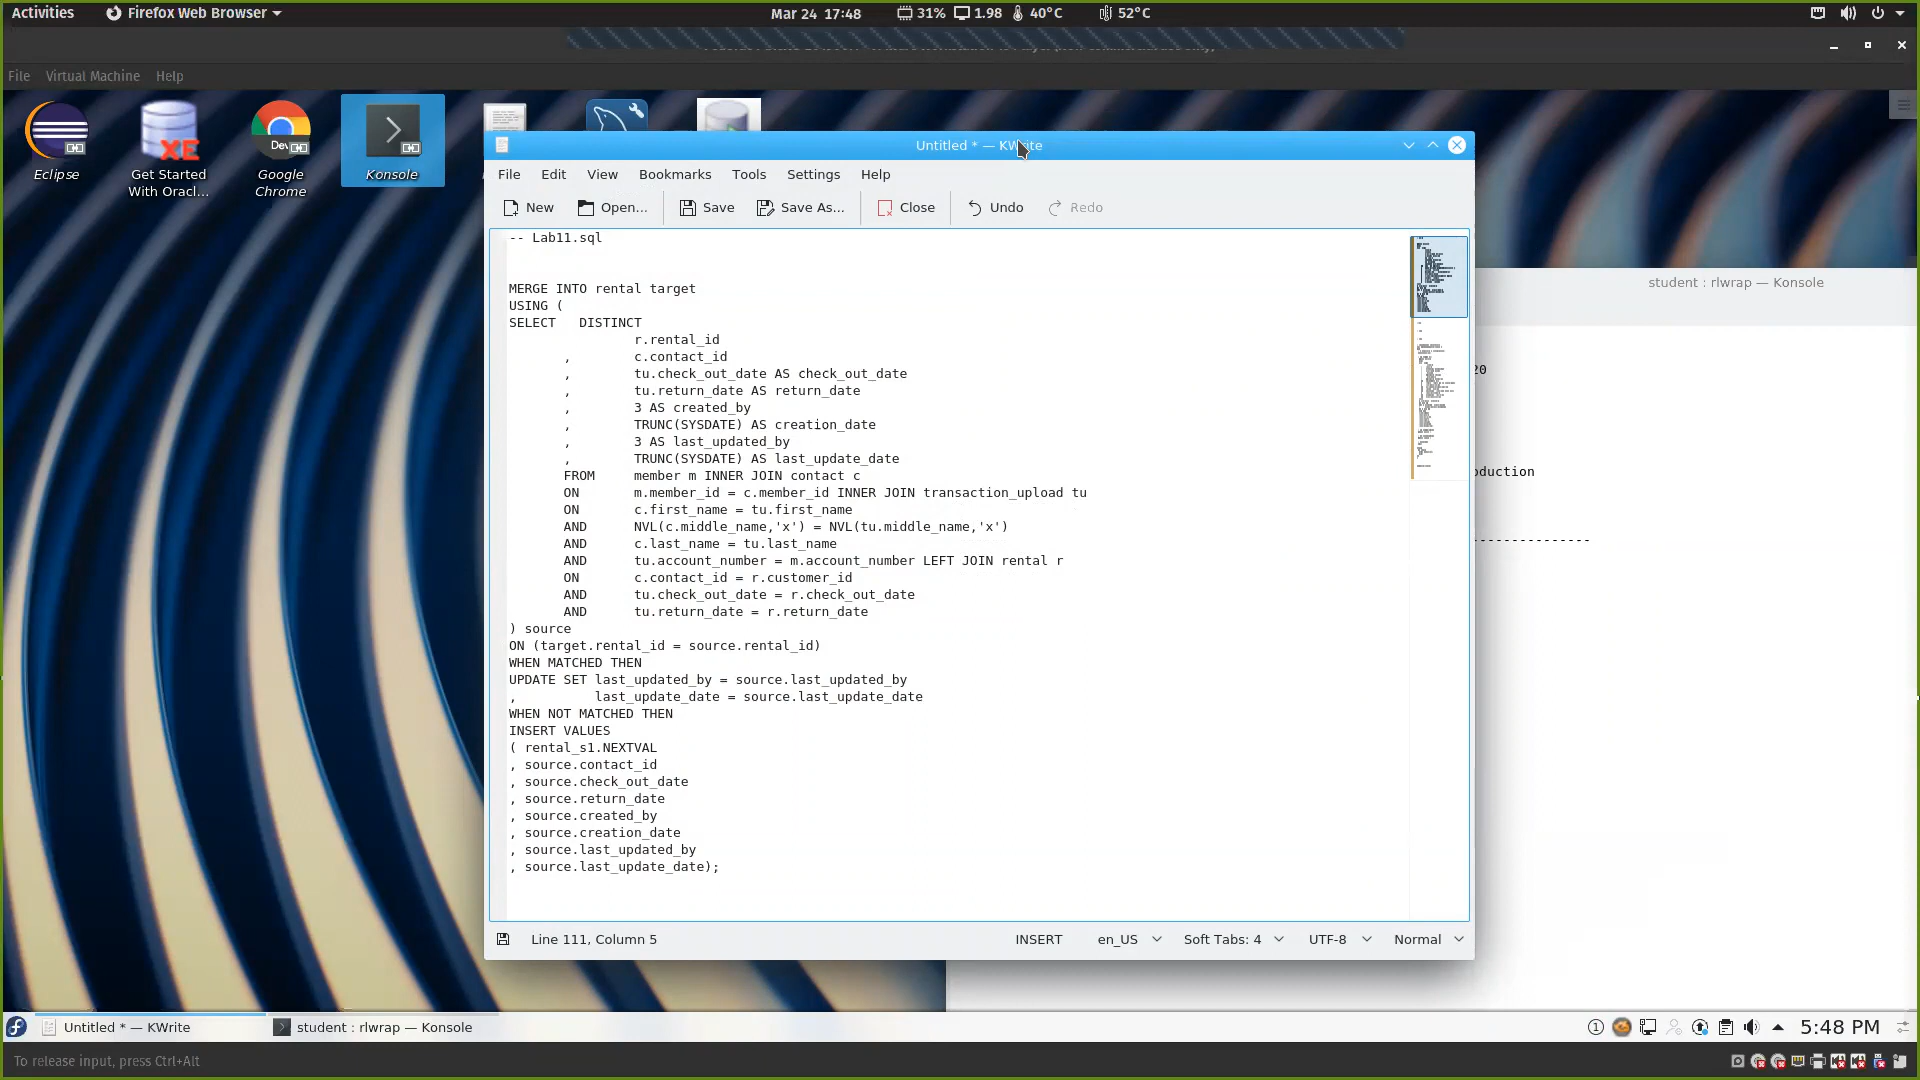 Activities Firefox Web Browser Mar 24 17:48 31% 1.98 40°C 52°C
File Virtual Machine Help
Eclipse
Get Started With Oracl...
Google Chrome
Dev
Konsole
XE
Untitled * — KWrite
File Edit View Bookmarks Tools Settings Help
New Open... Save Save As... Close Undo Redo
-- Lab11.sql
MERGE INTO rental target
USING (
SELECT DISTINCT
r.rental_id
, c.contact_id
, tu.check_out_date AS check_out_date
, tu.return_date AS return_date
, 3 AS created_by
, TRUNC(SYSDATE) AS creation_date
, 3 AS last_updated_by
, TRUNC(SYSDATE) AS last_update_date
FROM member m INNER JOIN contact c
ON m.member_id = c.member_id INNER JOIN transaction_upload tu
ON c.first_name = tu.first_name
AND NVL(c.middle_name,'x') = NVL(tu.middle_name,'x')
AND c.last_name = tu.last_name
AND tu.account_number = m.account_number LEFT JOIN rental r
ON c.contact_id = r.customer_id
AND tu.check_out_date = r.check_out_date
AND tu.return_date = r.return_date
) source
ON (target.rental_id = source.rental_id)
WHEN MATCHED THEN
UPDATE SET last_updated_by = source.last_updated_by
, last_update_date = source.last_update_date
WHEN NOT MATCHED THEN
INSERT VALUES
( rental_s1.NEXTVAL
, source.contact_id
, source.check_out_date
, source.return_date
, source.created_by
, source.creation_date
, source.last_updated_by
, source.last_update_date);
Line 111, Column 5 INSERT en_US Soft Tabs: 4 UTF-8 Normal
student : rlwrap — Konsole
20
oduction
---------------
Untitled * — KWrite student : rlwrap — Konsole 1 5:48 PM
To release input, press Ctrl+Alt